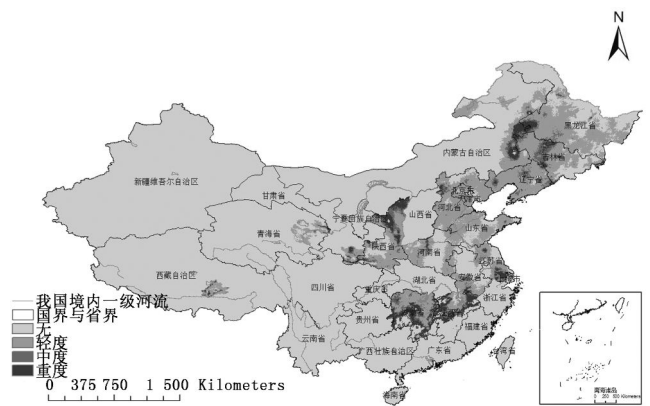 N
黑龙江省
内蒙古自治区
吉林省
新疆维吾尔自治区
辽宁省
甘肃省
北京市
河北省
宁夏回族自治区
山西省
山东省
青海省
陕西省
河南省
江苏省
西藏自治区
安徽省
四川省
湖北省
重庆市
浙江省
贵州省
福建省
云南省
台湾省
广西壮族自治区
广东省
海南省
我国境内一级河流
国界与省界
无
轻度
中度
重度
0 375 750 1 500 Kilometers
南海诸岛